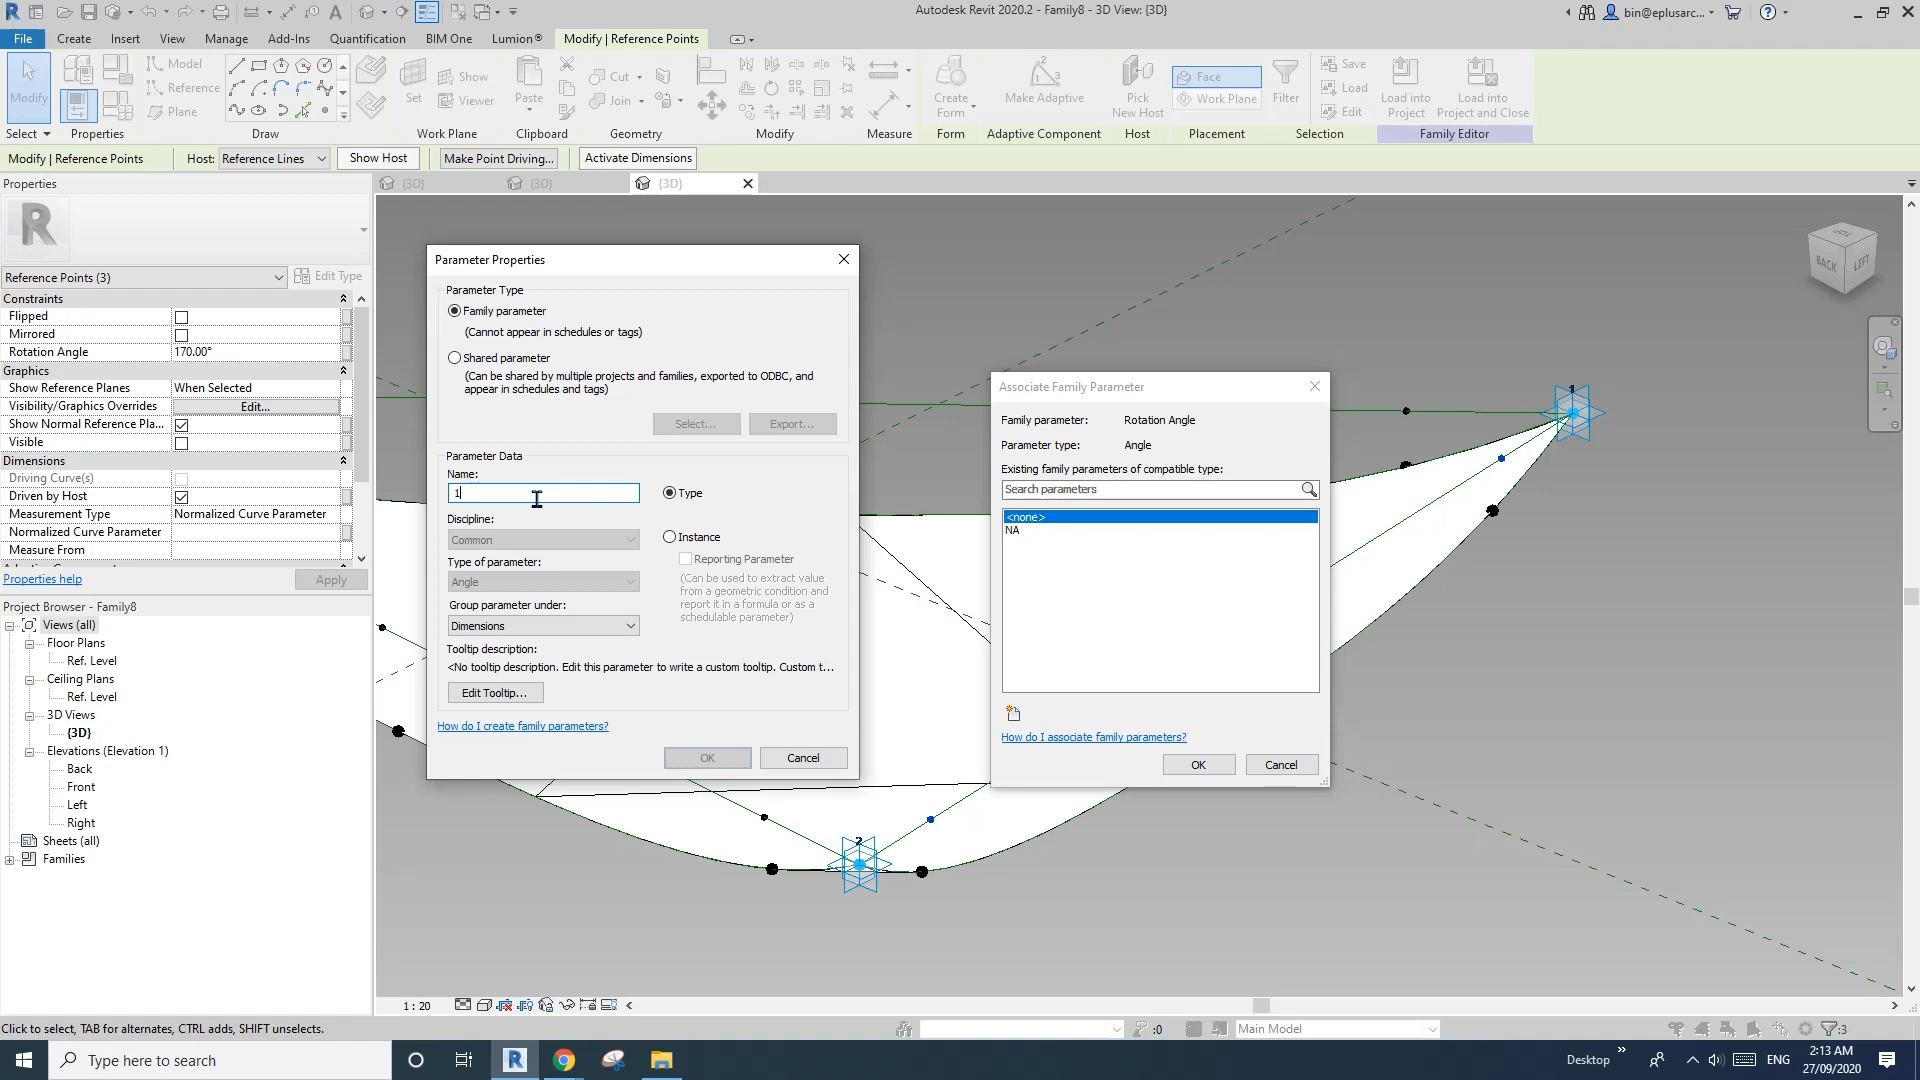 Autodesk Revit 2020.2 - Family8 - 3D View: {3D}
bin@eplusarc...
File Create Insert View Manage Add-Ins Quantification BIM One Lumion® Modify | Reference Points
Modify
Model
Reference
Plane
Set
Show
Viewer
Paste
Cut
Join
Create Form
Make Adaptive
Pick New Host
Face
Work Plane
Filter
Save
Load
Edit
Load into Project
Load into Project and Close
Select Properties Draw Work Plane Clipboard Geometry Modify Measure Form Adaptive Component Host Placement Selection Family Editor
Modify | Reference Points Host: Reference Lines Show Host Make Point Driving... Activate Dimensions
Properties
{3D} {3D} {3D}
Reference Points (3) Edit Type
Constraints
Flipped
Mirrored
Rotation Angle 170.00°
Graphics
Show Reference Planes When Selected
Visibility/Graphics Overrides Edit...
Show Normal Reference Pla...
Visible
Dimensions
Driving Curve(s)
Driven by Host
Measurement Type Normalized Curve Parameter
Normalized Curve Parameter
Measure From
Properties help Apply
Project Browser - Family8
Views (all)
Floor Plans
Ref. Level
Ceiling Plans
Ref. Level
3D Views
{3D}
Elevations (Elevation 1)
Back
Front
Left
Right
Sheets (all)
Families
Parameter Properties
Parameter Type
Family parameter
(Cannot appear in schedules or tags)
Shared parameter
(Can be shared by multiple projects and families, exported to ODBC, and
appear in schedules and tags)
Select... Export...
Parameter Data
Name:
1
Type
Discipline:
Common
Instance
Reporting Parameter
Type of parameter:
Angle
(Can be used to extract value
from a geometric condition and
report it in a formula or as a
schedulable parameter)
Group parameter under:
Dimensions
Tooltip description:
<No tooltip description. Edit this parameter to write a custom tooltip. Custom t...
Edit Tooltip...
How do I create family parameters?
OK Cancel
Associate Family Parameter
Family parameter: Rotation Angle
Parameter type: Angle
Existing family parameters of compatible type:
Search parameters
<none>
NA
How do I associate family parameters?
OK Cancel
1
2
BACK LEFT
1 : 20
Click to select, TAB for alternates, CTRL adds, SHIFT unselects.
:0
Main Model
:3
Type here to search
Desktop
ENG
2:13 AM
27/09/2020